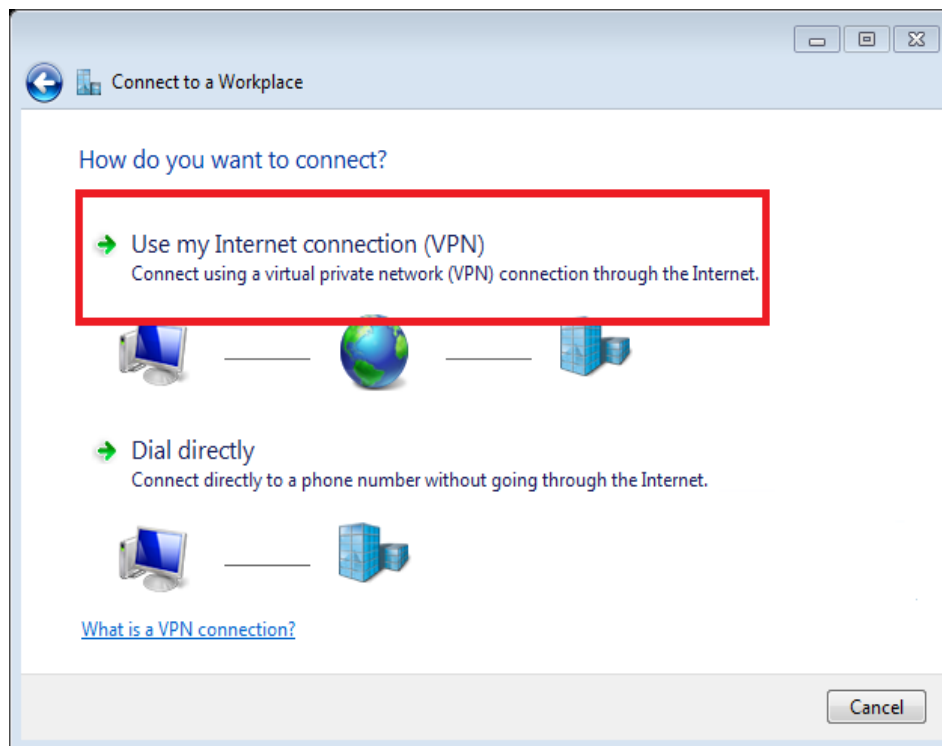 Connect to a Workplace
How do you want to connect?
Use my Internet connection (VPN)
Connect using a virtual private network (VPN) connection through the Internet.
Dial directly
Connect directly to a phone number without going through the Internet.
What is a VPN connection?
Cancel